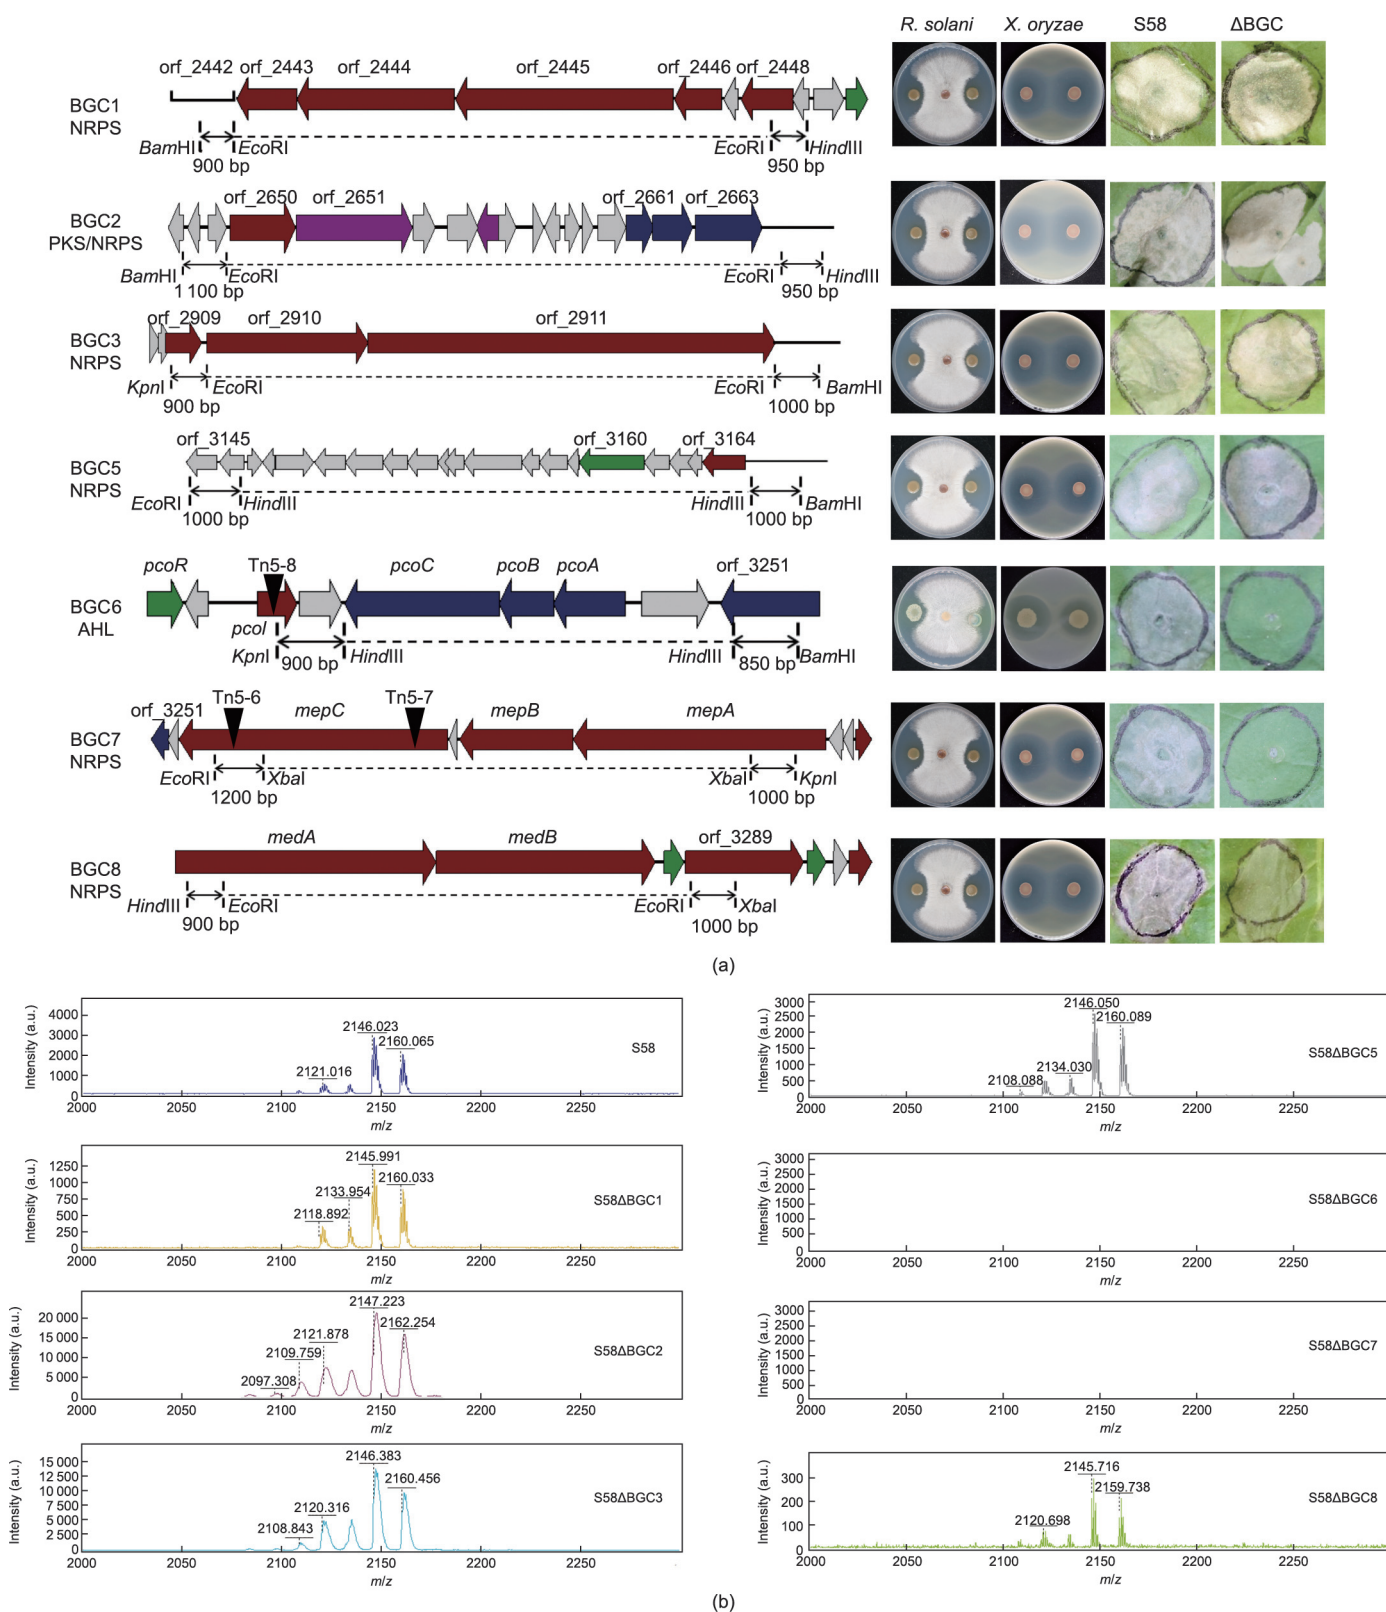 R. solani X. oryzae S58 ΔBGC
orf_2442 orf_2443 orf_2444 orf_2445 orf_2446 orf_2448
BGC1
NRPS
BamHI EcoRI EcoRI HindIII
900 bp 950 bp
orf_2650 orf_2651 orf_2661 orf_2663
BGC2
PKS/NRPS
BamHI EcoRI EcoRI HindIII
1 100 bp 950 bp
orf_2909 orf_2910 orf_2911
BGC3
NRPS
KpnI EcoRI EcoRI BamHI
900 bp 1000 bp
orf_3145 orf_3160 orf_3164
BGC5
NRPS
EcoRI HindIII HindIII BamHI
1000 bp 1000 bp
pcoR Tn5-8 pcoC pcoB pcoA orf_3251
BGC6
AHL
pcoI
KpnI 900 bp HindIII HindIII 850 bp BamHI
Tn5-6 Tn5-7
orf_3251 mepC mepB mepA
BGC7
NRPS
EcoRI XbaI XbaI KpnI
1200 bp 1000 bp
medA medB orf_3289
BGC8
NRPS
HindIII EcoRI EcoRI XbaI
900 bp 1000 bp
(a)
Intensity (a.u.)
4000
3000
2000
1000
0
2146.023
2160.065
2121.016
S58
2000 2050 2100 2150 2200 2250
m/z
Intensity (a.u.)
1250
1000
750
500
250
0
2145.991
2160.033
2133.954
2118.892
S58ΔBGC1
2000 2050 2100 2150 2200 2250
m/z
Intensity (a.u.)
20 000
15 000
10 000
5 000
0
2147.223
2162.254
2121.878
2109.759
2097.308
S58ΔBGC2
2000 2050 2100 2150 2200 2250
m/z
Intensity (a.u.)
15 000
12 500
10 000
7 500
5 000
2 500
0
2146.383
2160.456
2120.316
2108.843
S58ΔBGC3
2000 2050 2100 2150 2200 2250
m/z
Intensity (a.u.)
3000
2500
2000
1500
1000
500
0
2146.050
2160.089
2134.030
2108.088
S58ΔBGC5
2000 2050 2100 2150 2200 2250
m/z
Intensity (a.u.)
3000
2500
2000
1500
1000
500
0
S58ΔBGC6
2000 2050 2100 2150 2200 2250
m/z
Intensity (a.u.)
3000
2500
2000
1500
1000
500
0
S58ΔBGC7
2000 2050 2100 2150 2200 2250
m/z
Intensity (a.u.)
300
200
100
0
2145.716
2159.738
2120.698
S58ΔBGC8
2000 2050 2100 2150 2200 2250
m/z
(b)